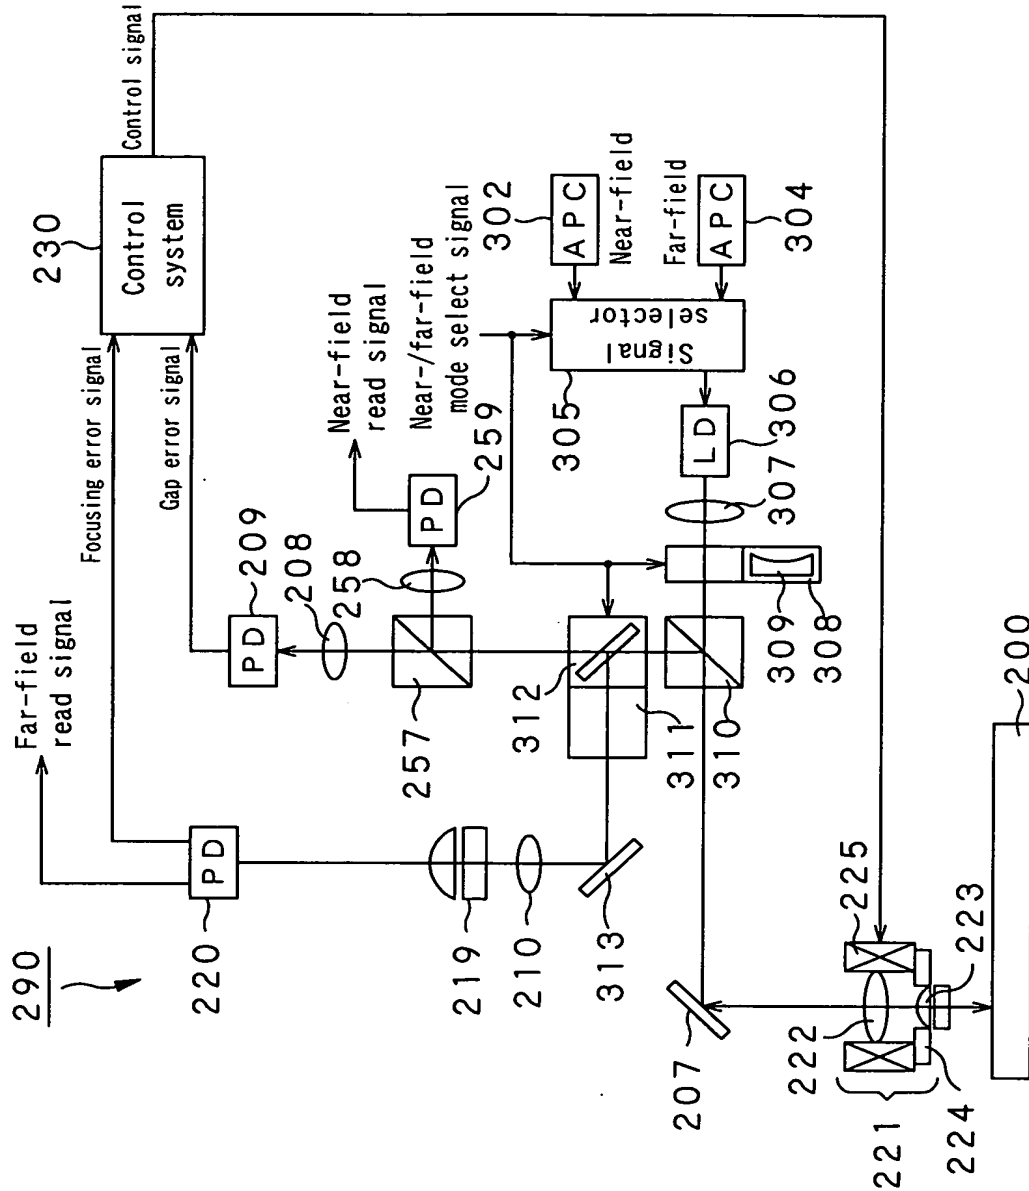 290
Far-field
read signal
Focusing error signal
Gap error signal
Control signal
230
Control
system
PD
220
PD
209
208
Near-field
read signal
Near-/far-field
mode select signal
PD
259
258
257
219
210
313
312
311
310
302
APC
Near-field
Far-field
APC
304
Signal
selector
305
LD
306
307
309
308
207
225
222
223
221
224
200